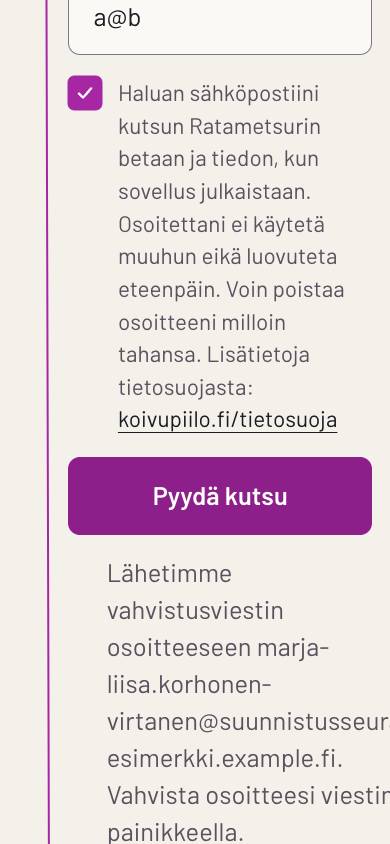 a@b
Haluan sähköpostiini
kutsun Ratametsurin
betaan ja tiedon, kun
sovellus julkaistaan.
Osoitettani ei käytetä
muuhun eikä luovuteta
eteenpäin. Voin poistaa
osoitteeni milloin
tahansa. Lisätietoja
tietosuojasta:
koivupiilo.fi/tietosuoja
Pyydä kutsu
Lähetimme
vahvistusviestin
osoitteeseen marja-
liisa.korhonen-
virtanen@suunnistusseur
esimerkki.example.fi.
Vahvista osoitteesi viestin
painikkeella.